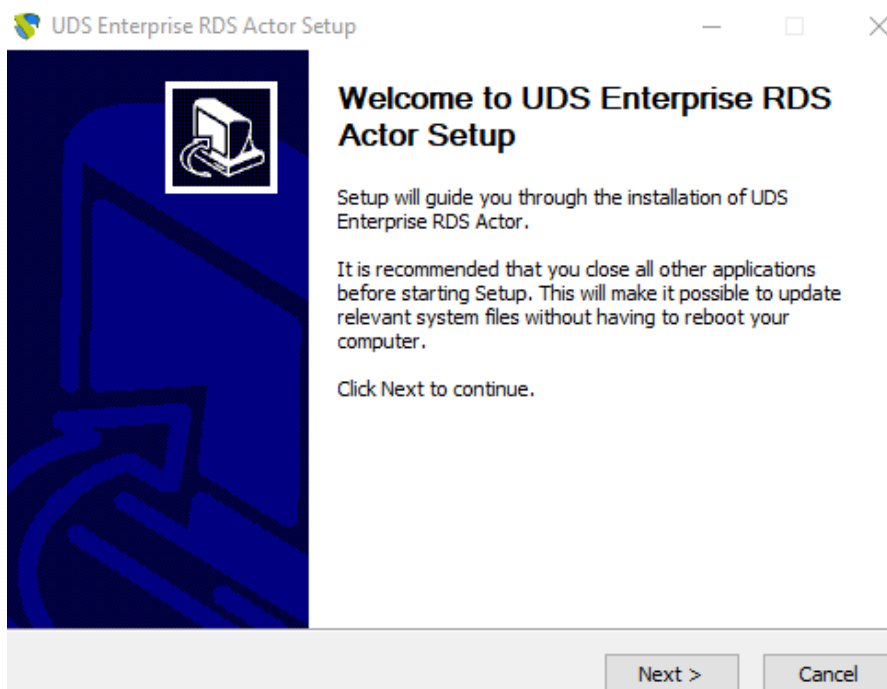 UDS Enterprise RDS Actor Setup
Welcome to UDS Enterprise RDS
Actor Setup
Setup will guide you through the installation of UDS
Enterprise RDS Actor.
It is recommended that you close all other applications
before starting Setup. This will make it possible to update
relevant system files without having to reboot your
computer.
Click Next to continue.
Next >
Cancel